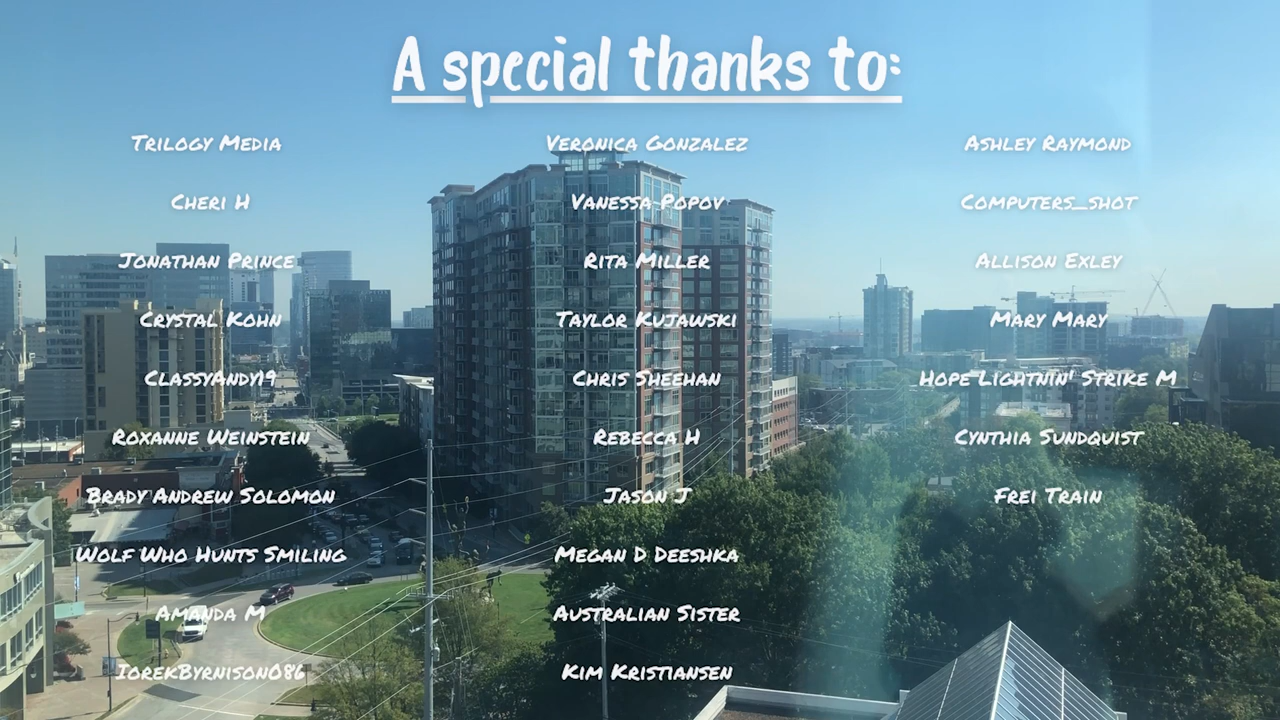 A special thanks to:
Trilogy Media
Cheri H
Jonathan Prince
Crystal Kohn
ClassyAndy19
Roxanne Weinstein
Brady Andrew Solomon
Wolf Who Hunts Smiling
Amanda M
IorekByrnison086
Veronica Gonzalez
Vanessa Popov
Rita Miller
Taylor Kujawski
Chris Sheehan
Rebecca H
Jason J
Megan D Deeshka
Australian Sister
Kim Kristiansen
Ashley Raymond
Computers_shot
Allison Exley
Mary Mary
Hope Lightnin' Strike M
Cynthia Sundquist
Frei Train